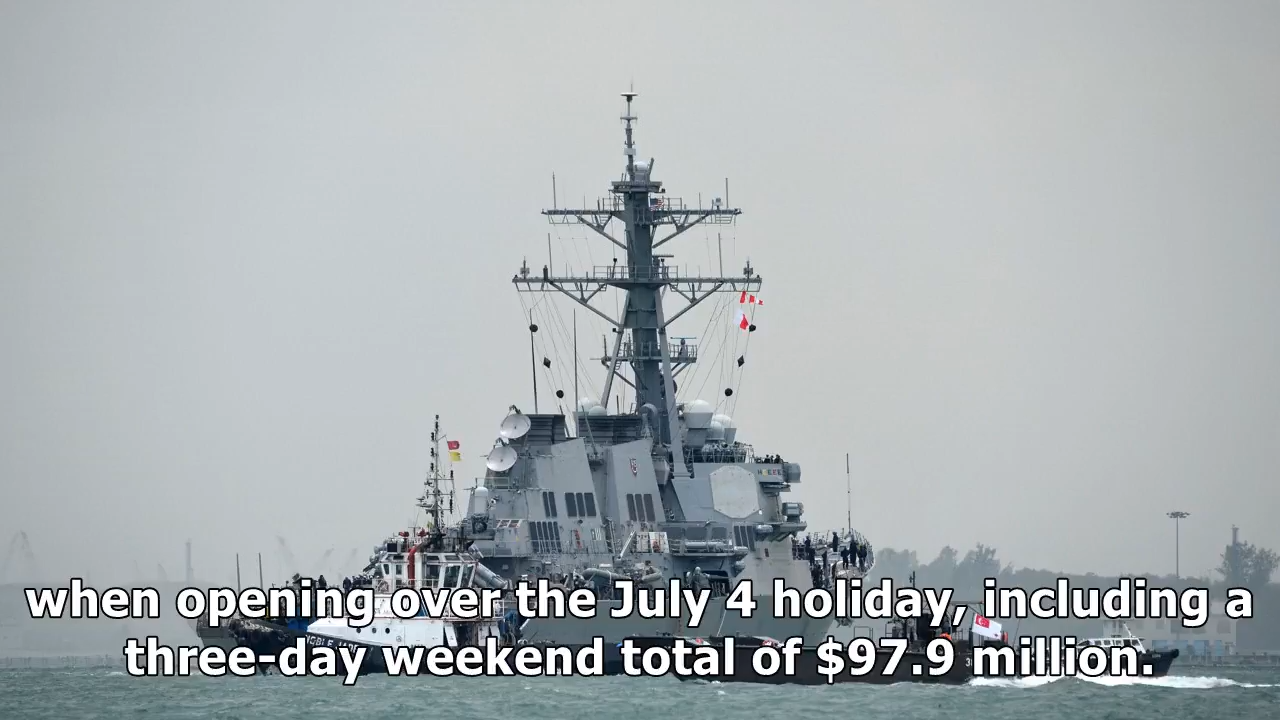 when opening over the July 4 holiday, including a
three-day weekend total of $97.9 million.